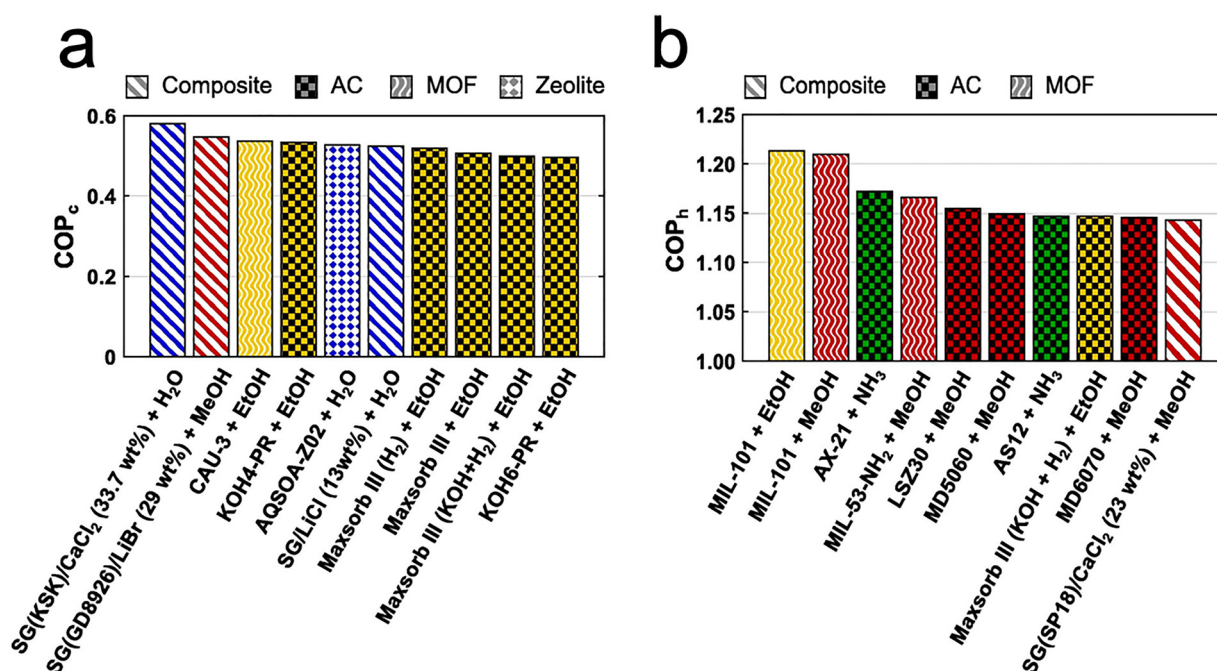 a
Composite AC MOF Zeolite
COPc
0.6
0.4
0.2
0
SG(KSK)/CaCl₂ (33.7 wt%) + H₂O
SG(GD8926)/LiBr (29 wt%) + MeOH
CAU-3 + EtOH
KOH4-PR + EtOH
AQSOA-Z02 + H₂O
SG/LiCl (13wt%) + H₂O
Maxsorb III (H₂) + EtOH
Maxsorb III + EtOH
Maxsorb III (KOH+H₂) + EtOH
KOH6-PR + EtOH
b
Composite AC MOF
COPh
1.25
1.20
1.15
1.10
1.05
1.00
MIL-101 + EtOH
MIL-101 + MeOH
AX-21 + NH₃
MIL-53-NH₂ + MeOH
LSZ30 + MeOH
MD5060 + MeOH
AS12 + NH₃
Maxsorb III (KOH + H₂) + EtOH
MD6070 + MeOH
SG(SP18)/CaCl₂ (23 wt%) + MeOH